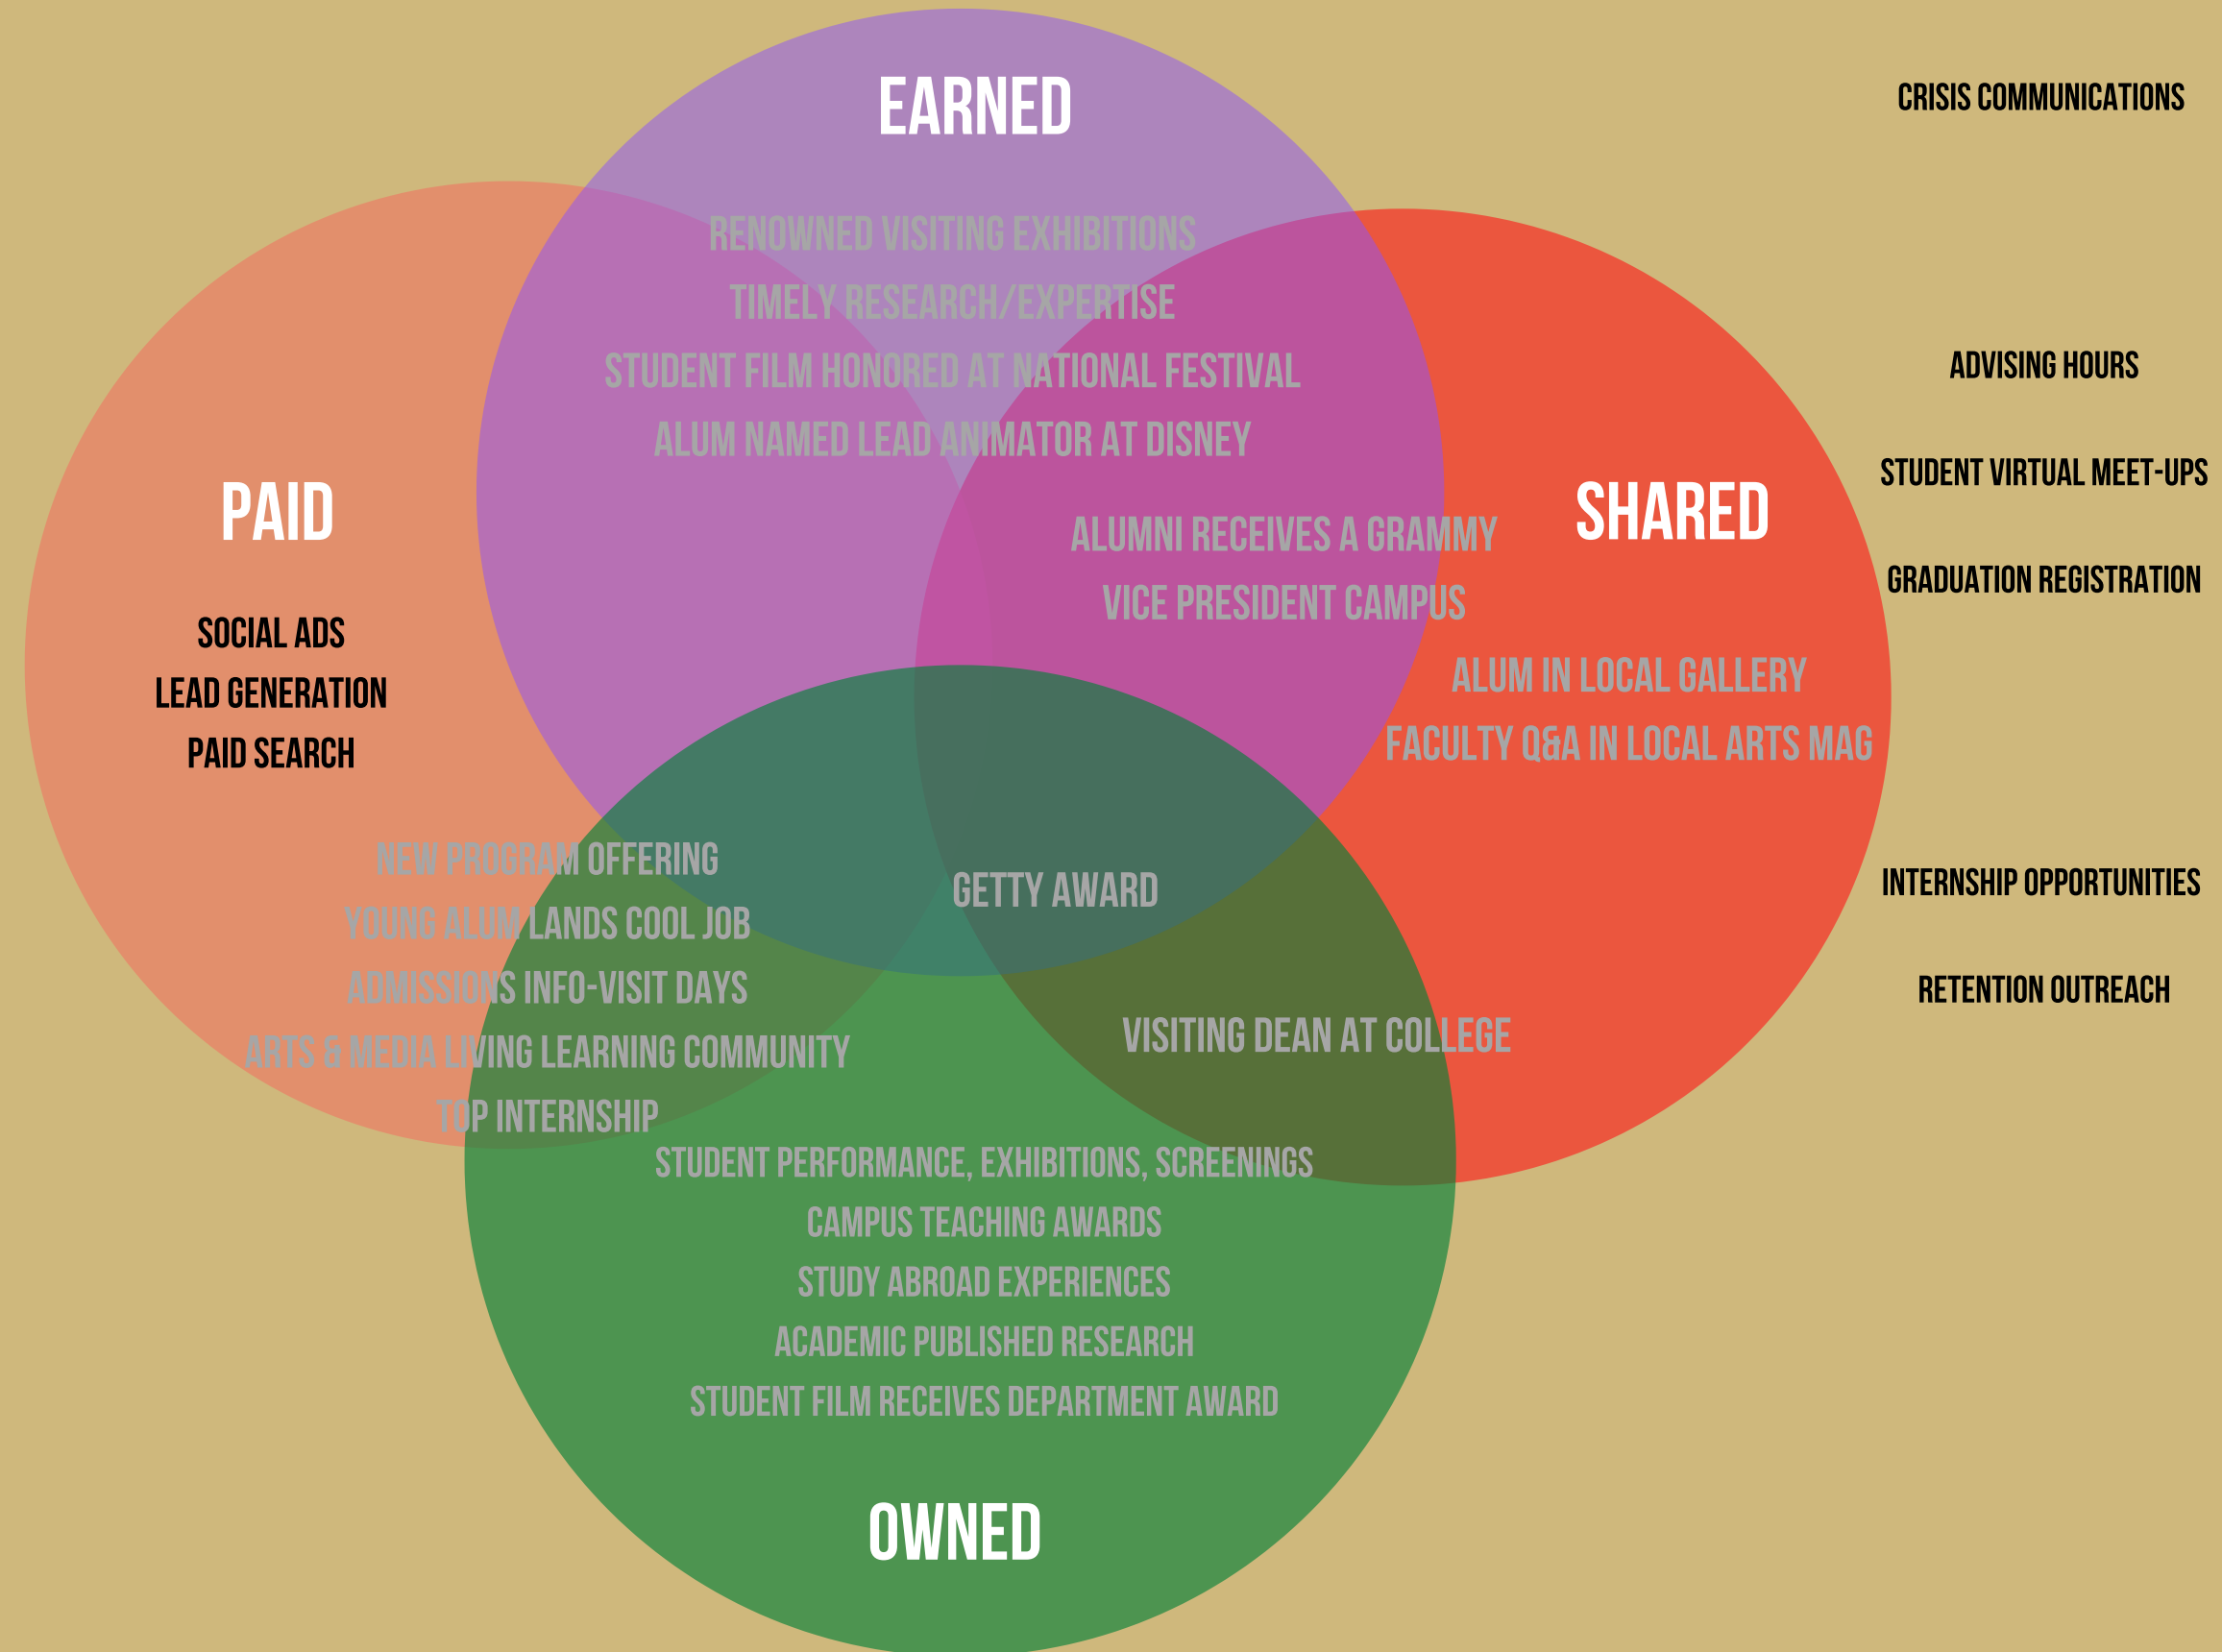 EARNED
CRISIS COMMUNICATIONS
RENOWNED VISITING EXHIBITIONS
TIMELY RESEARCH/EXPERTISE
STUDENT FILM HONORED AT NATIONAL FESTIVAL
ALUM NAMED LEAD ANIMATOR AT DISNEY
ADVISING HOURS
STUDENT VIRTUAL MEET-UPS
GRADUATION REGISTRATION
PAID
SOCIAL ADS
LEAD GENERATION
PAID SEARCH
SHARED
ALUMNI RECEIVES A GRAMMY
VICE PRESIDENT CAMPUS
ALUM IN LOCAL GALLERY
FACULTY Q&A IN LOCAL ARTS MAG
NEW PROGRAM OFFERING
YOUNG ALUM LANDS COOL JOB
ADMISSIONS INFO-VISIT DAYS
ARTS & MEDIA LIVING LEARNING COMMUNITY
TOP INTERNSHIP
GETTY AWARD
INTERNSHIP OPPORTUNITIES
RETENTION OUTREACH
VISITING DEAN AT COLLEGE
STUDENT PERFORMANCE, EXHIBITIONS, SCREENINGS
CAMPUS TEACHING AWARDS
STUDY ABROAD EXPERIENCES
ACADEMIC PUBLISHED RESEARCH
STUDENT FILM RECEIVES DEPARTMENT AWARD
OWNED